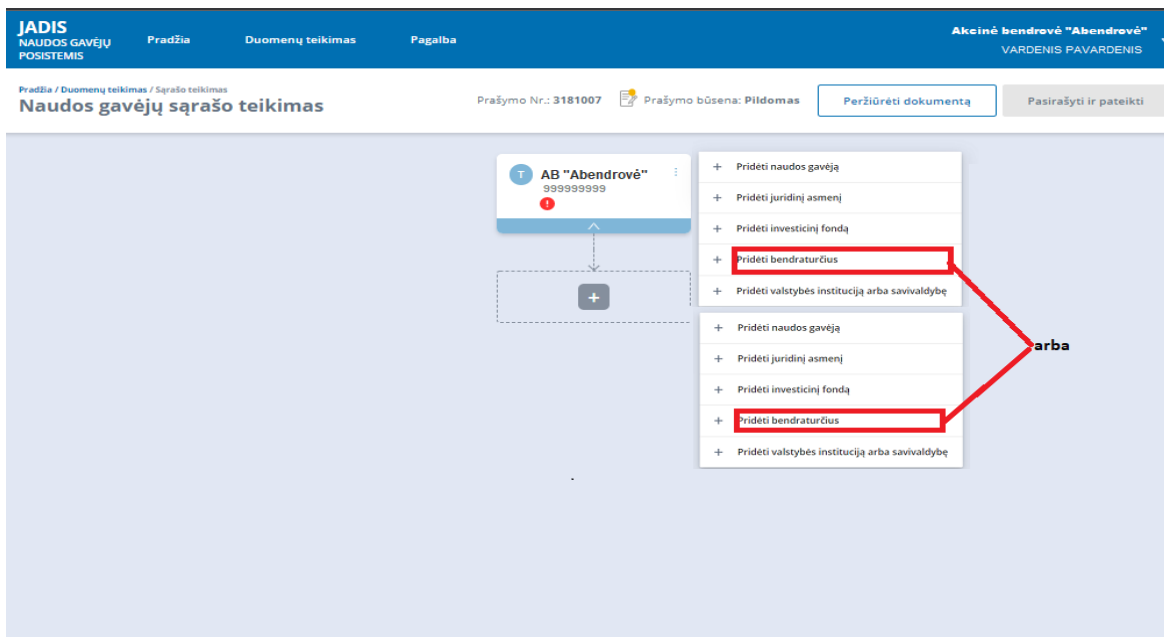 JADIS
NAUDOS GAVĖJŲ
POSISTEMIS
Pradžia
Duomenų teikimas
Pagalba
Akcinė bendrovė "Abendrovė"
VARDENIS PAVARDENIS
Pradžia / Duomenų teikimas / Sąrašo teikimas
Naudos gavėjų sąrašo teikimas
Prašymo Nr.: 3181007
Prašymo būsena: Pildomas
Peržiūrėti dokumentą
Pasirašyti ir pateikti
T
AB "Abendrovė"
999999999
!
+
+ Pridėti naudos gavėją
+ Pridėti juridinį asmenį
+ Pridėti investicinį fondą
+ Pridėti bendraturčius
+ Pridėti valstybės instituciją arba savivaldybę
+ Pridėti naudos gavėją
+ Pridėti juridinį asmenį
+ Pridėti investicinį fondą
+ Pridėti bendraturčius
+ Pridėti valstybės instituciją arba savivaldybę
arba
.